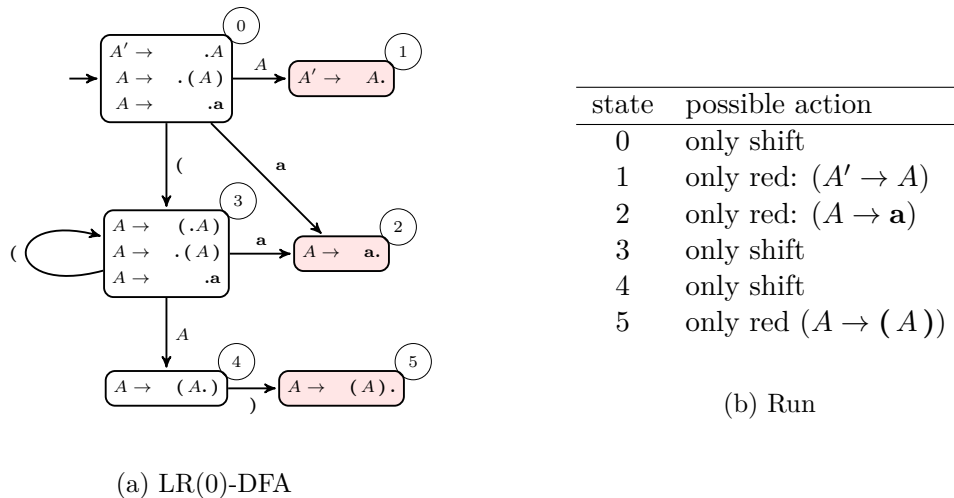 0
A′ → .A
A → .(A)
A → .a
A
1
A′ → A.
(
a
3
A → (.A)
A → .(A)
A → .a
(
a
2
A → a.
A
4
A → (A.)
)
5
A → (A).
(a) LR(0)-DFA
state possible action
0 only shift
1 only red: (A′ → A)
2 only red: (A → a)
3 only shift
4 only shift
5 only red (A → (A))
(b) Run